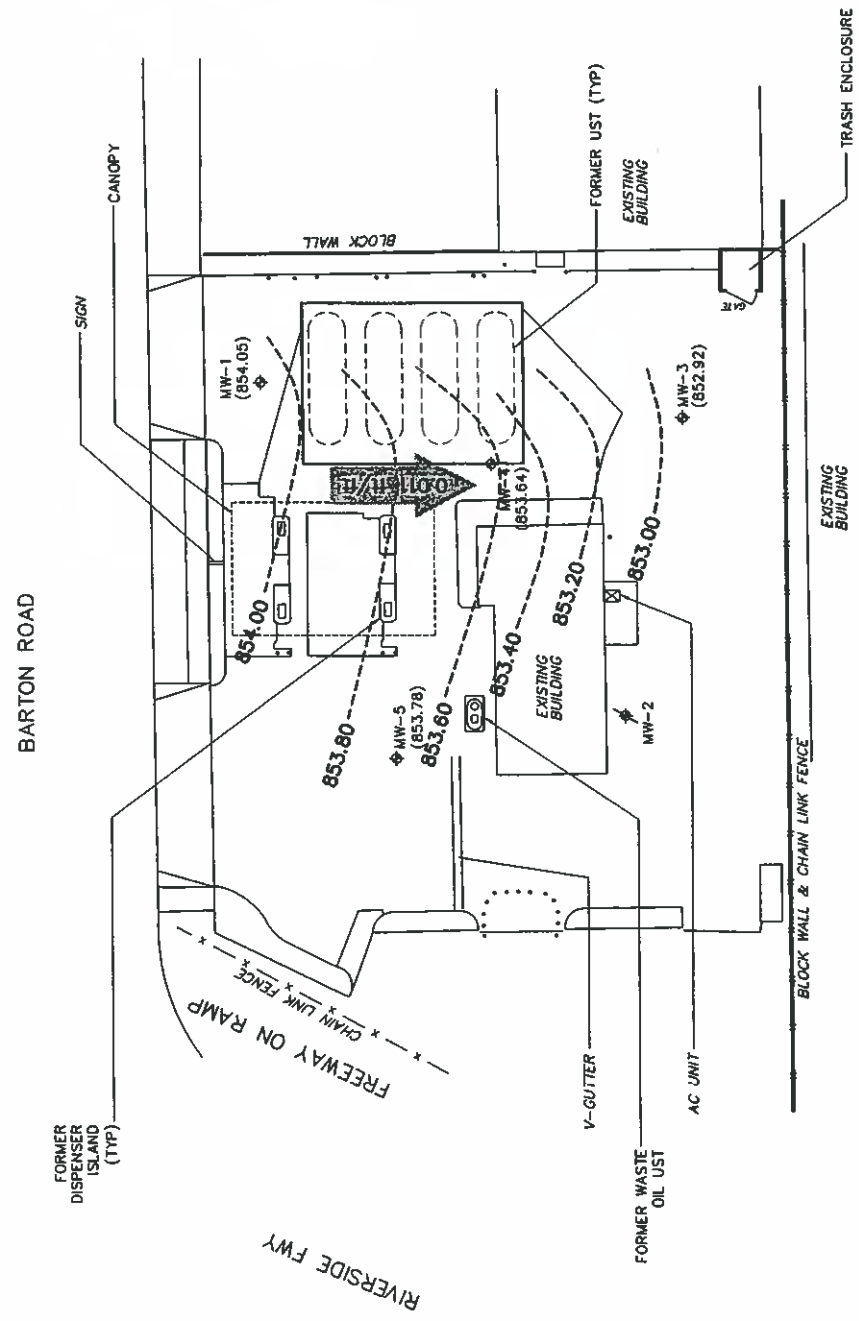 BARTON ROAD
SIGN
CANOPY
BLOCK WALL
FORMER UST (TYP)
EXISTING
BUILDING
TRASH ENCLOSURE
GATE
MW-1
(854.05)
MW-3
(852.92)
MW-4
(853.64)
854.00
853.80
853.60
853.40
853.20
853.00
MW-5
(853.78)
EXISTING
BUILDING
MW-2
EXISTING
BUILDING
BLOCK WALL & CHAIN LINK FENCE
CHAIN LINK FENCE
FREEWAY ON RAMP
RIVERSIDE FWY
FORMER
DISPENSER
ISLAND
(TYP)
V-GUTTER
AC UNIT
FORMER WASTE
OIL UST